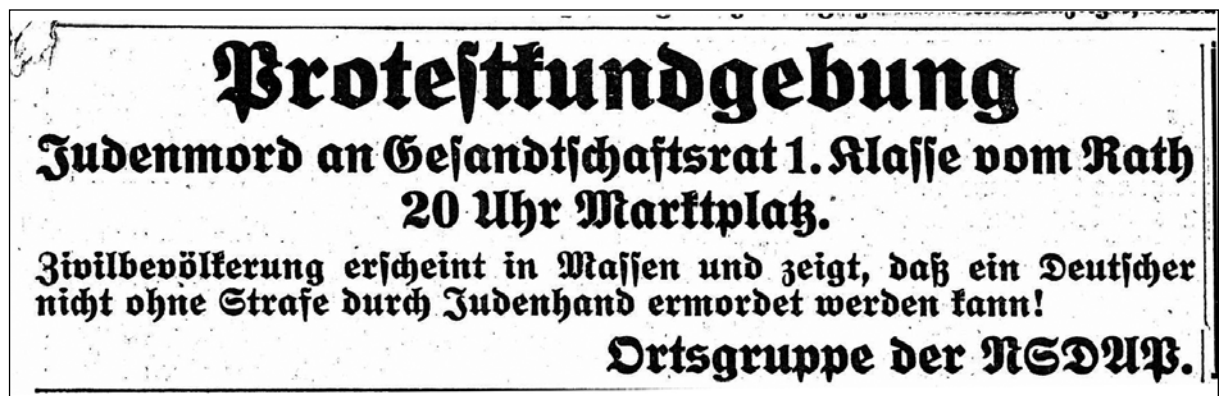 Protestkundgebung
Judenmord an Gesandtschaftsrat 1. Klasse vom Rath
20 Uhr Marktplatz.
Zivilbevölkerung erscheint in Massen und zeigt, daß ein Deutscher
nicht ohne Strafe durch Judenhand ermordet werden kann!
Ortsgruppe der NSDAP.